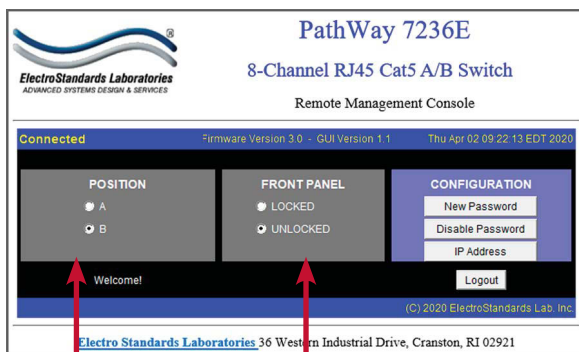 PathWay 7236E
ElectroStandards Laboratories
ADVANCED SYSTEMS DESIGN & SERVICES
®
8-Channel RJ45 Cat5 A/B Switch
Remote Management Console
Connected
Firmware Version 3.0 - GUI Version 1.1
Thu Apr 02 09:22:13 EDT 2020
POSITION
A
B
FRONT PANEL
LOCKED
UNLOCKED
CONFIGURATION
New Password
Disable Password
IP Address
Welcome!
Logout
(C) 2020 ElectroStandards Lab. Inc.
Electro Standards Laboratories 36 Western Industrial Drive, Cranston, RI 02921